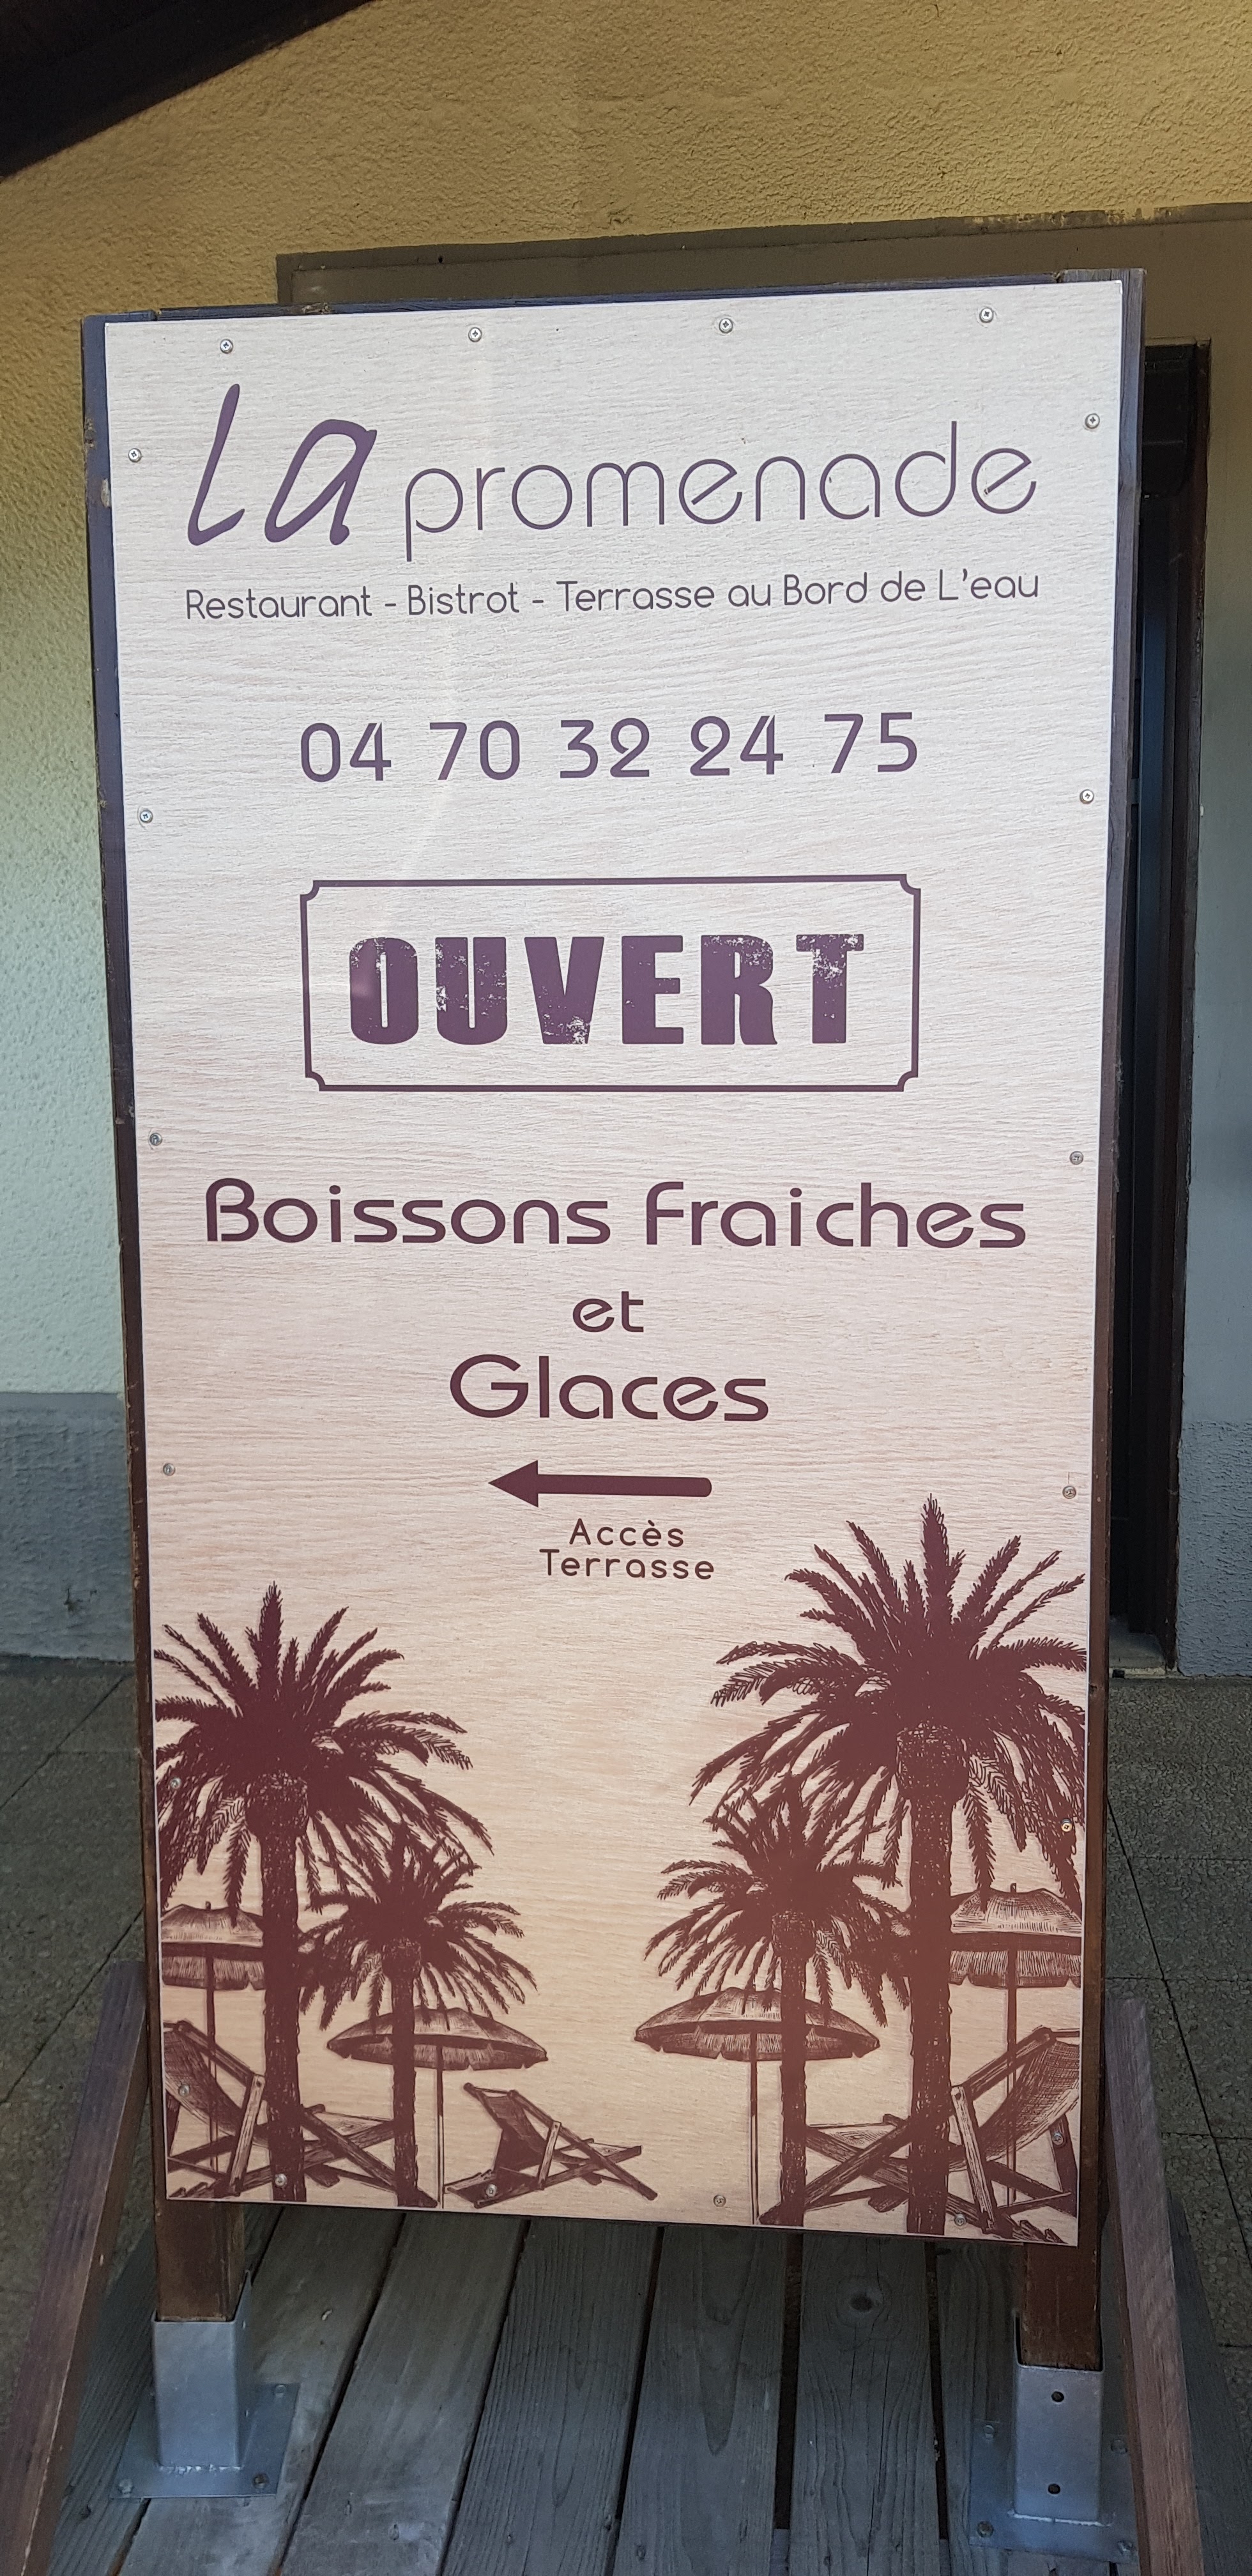 La promenade
Restaurant - Bistrot - Terrasse au Bord de L'eau
04 70 32 24 75
OUVERT
Boissons Fraiches
et
Glaces
Accès
Terrasse